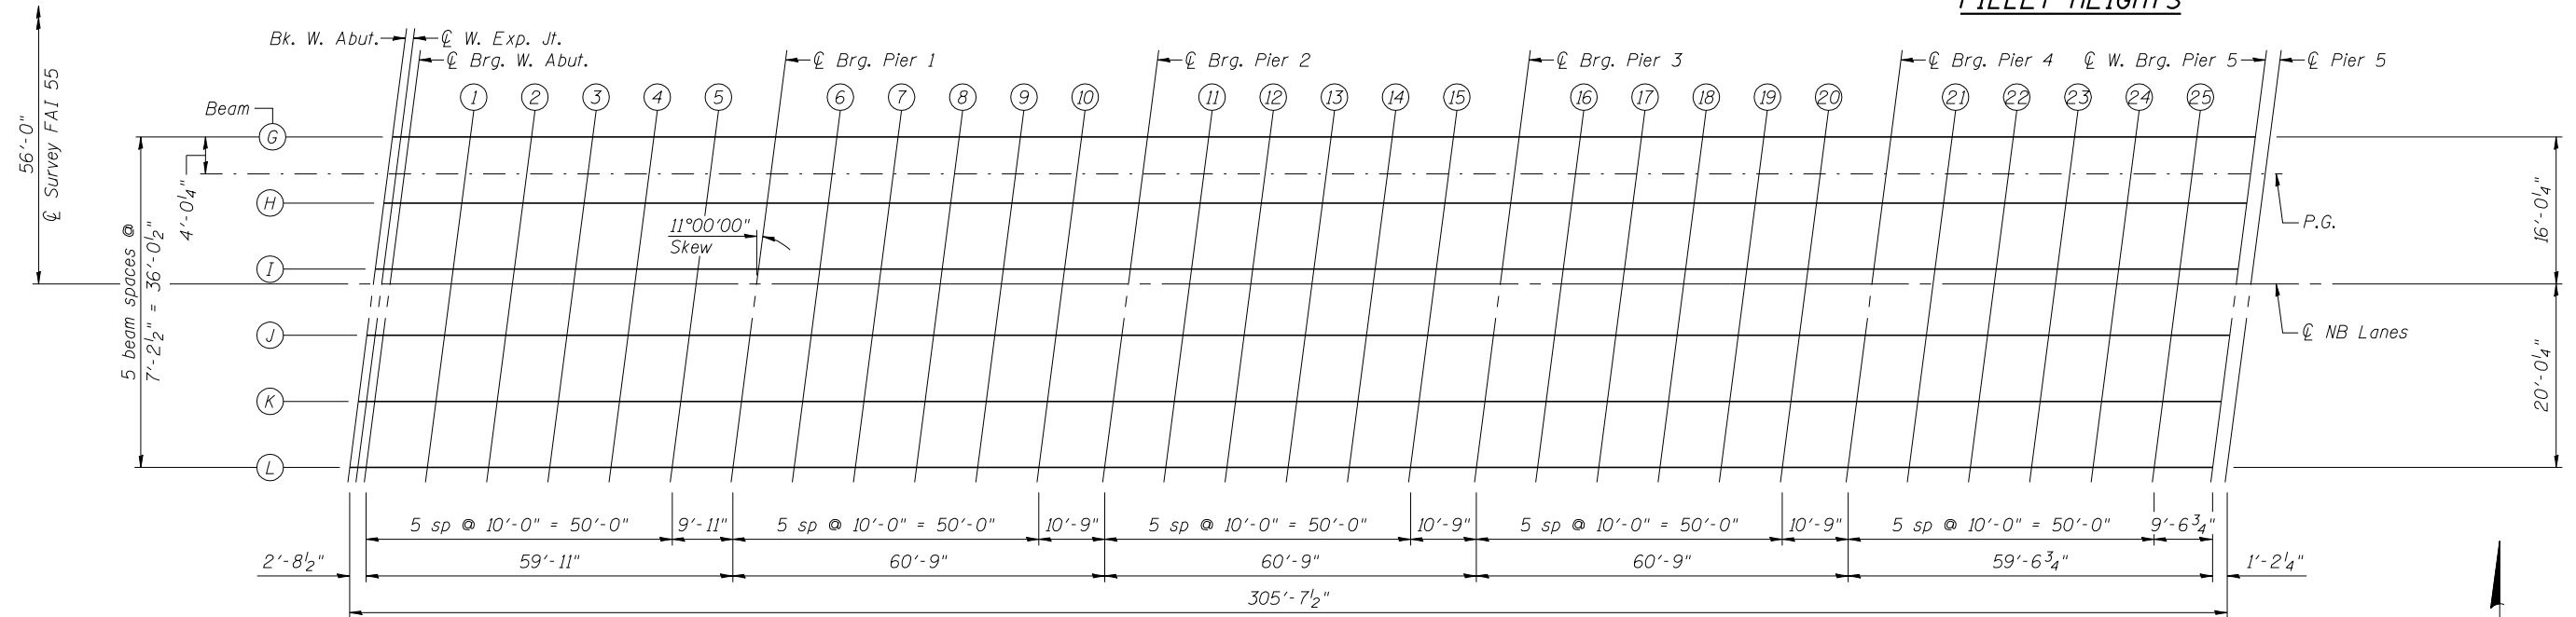 FILLET HEIGHTS
Bk. W. Abut.
℄ W. Exp. Jt.
℄ Brg. W. Abut.
℄ Brg. Pier 1
℄ Brg. Pier 2
℄ Brg. Pier 3
℄ Brg. Pier 4
℄ W. Brg. Pier 5
℄ Pier 5
1 2 3 4 5 6 7 8 9 10 11 12 13 14 15 16 17 18 19 20 21 22 23 24 25
56'-0"
℄ Survey FAI 55
Beam
G
H
I
J
K
L
4'-0¼"
5 beam spaces @
7'-2½" = 36'-0½"
11°00'00"
Skew
P.G.
℄ NB Lanes
16'-0¼"
20'-0¼"
5 sp @ 10'-0" = 50'-0"
9'-11"
5 sp @ 10'-0" = 50'-0"
10'-9"
5 sp @ 10'-0" = 50'-0"
10'-9"
5 sp @ 10'-0" = 50'-0"
10'-9"
5 sp @ 10'-0" = 50'-0"
9'-6¾"
2'-8½"
59'-11"
60'-9"
60'-9"
60'-9"
59'-6¾"
1'-2¼"
305'-7½"